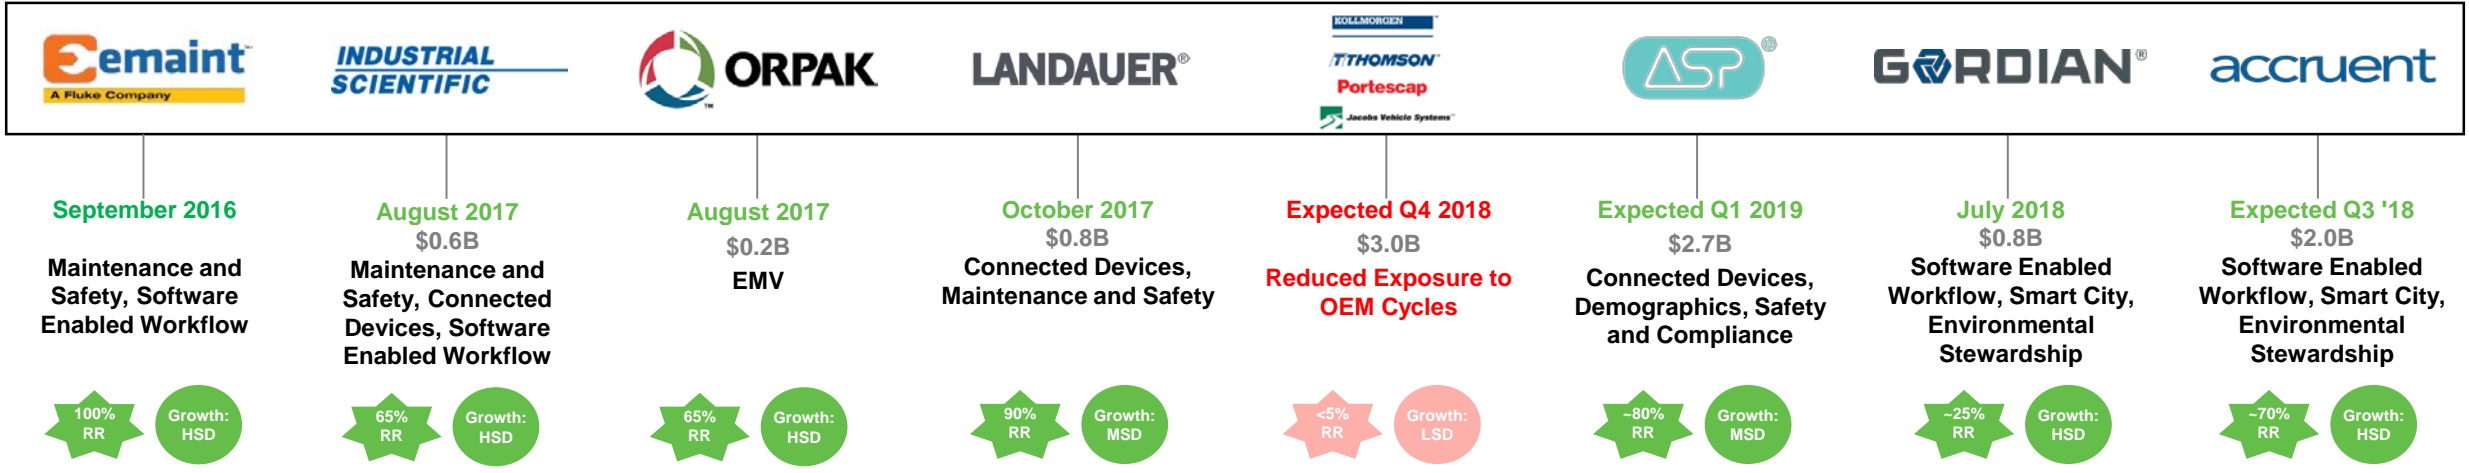 emaint™
A Fluke Company
INDUSTRIAL
SCIENTIFIC
ORPAK
™
LANDAUER®
KOLLMORGEN™
THOMSON™
Portescap
Jacobs Vehicle Systems™
ASP®
GORDIAN®
accruent
September 2016
Maintenance and
Safety, Software
Enabled Workflow
100%
RR
Growth:
HSD
August 2017
$0.6B
Maintenance and
Safety, Connected
Devices, Software
Enabled Workflow
65%
RR
Growth:
HSD
August 2017
$0.2B
EMV
65%
RR
Growth:
HSD
October 2017
$0.8B
Connected Devices,
Maintenance and Safety
90%
RR
Growth:
MSD
Expected Q4 2018
$3.0B
Reduced Exposure to
OEM Cycles
<5%
RR
Growth:
LSD
Expected Q1 2019
$2.7B
Connected Devices,
Demographics, Safety
and Compliance
~80%
RR
Growth:
MSD
July 2018
$0.8B
Software Enabled
Workflow, Smart City,
Environmental
Stewardship
~25%
RR
Growth:
HSD
Expected Q3 '18
$2.0B
Software Enabled
Workflow, Smart City,
Environmental
Stewardship
~70%
RR
Growth:
HSD